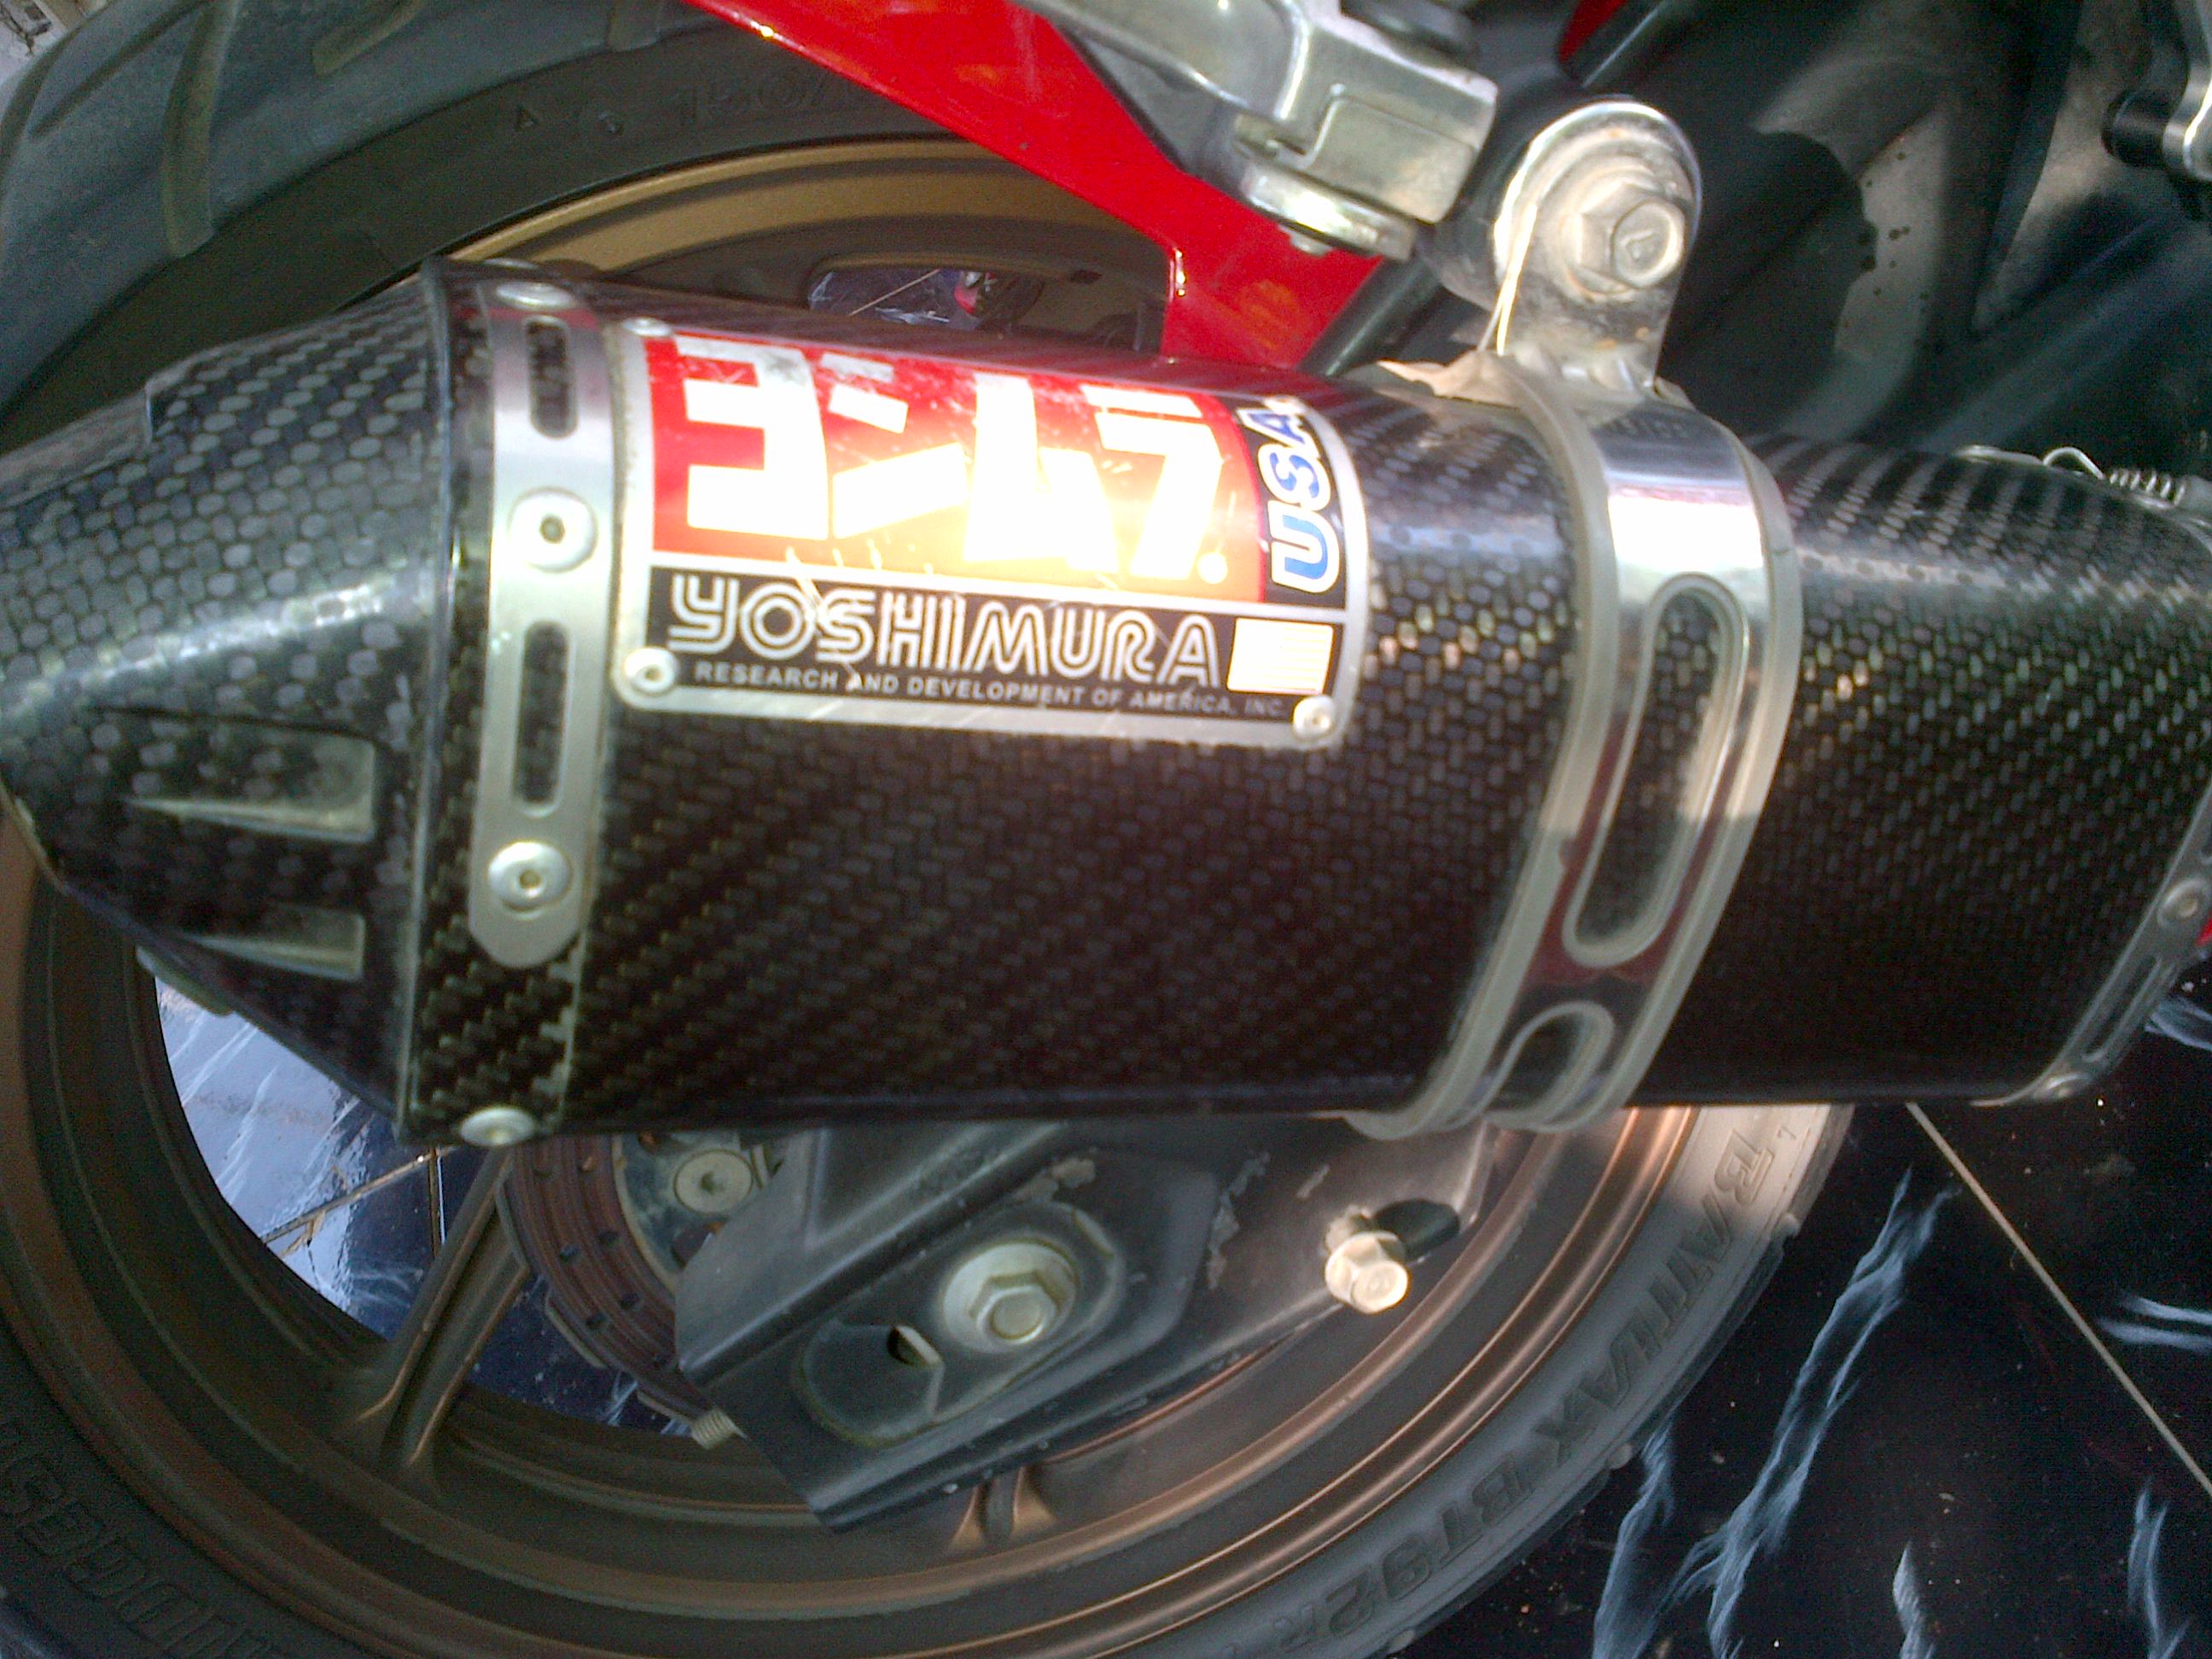 ヨシムラ
USA
YOSHIMURA
RESEARCH AND DEVELOPMENT OF AMERICA, INC.
BATTLAX BT92R